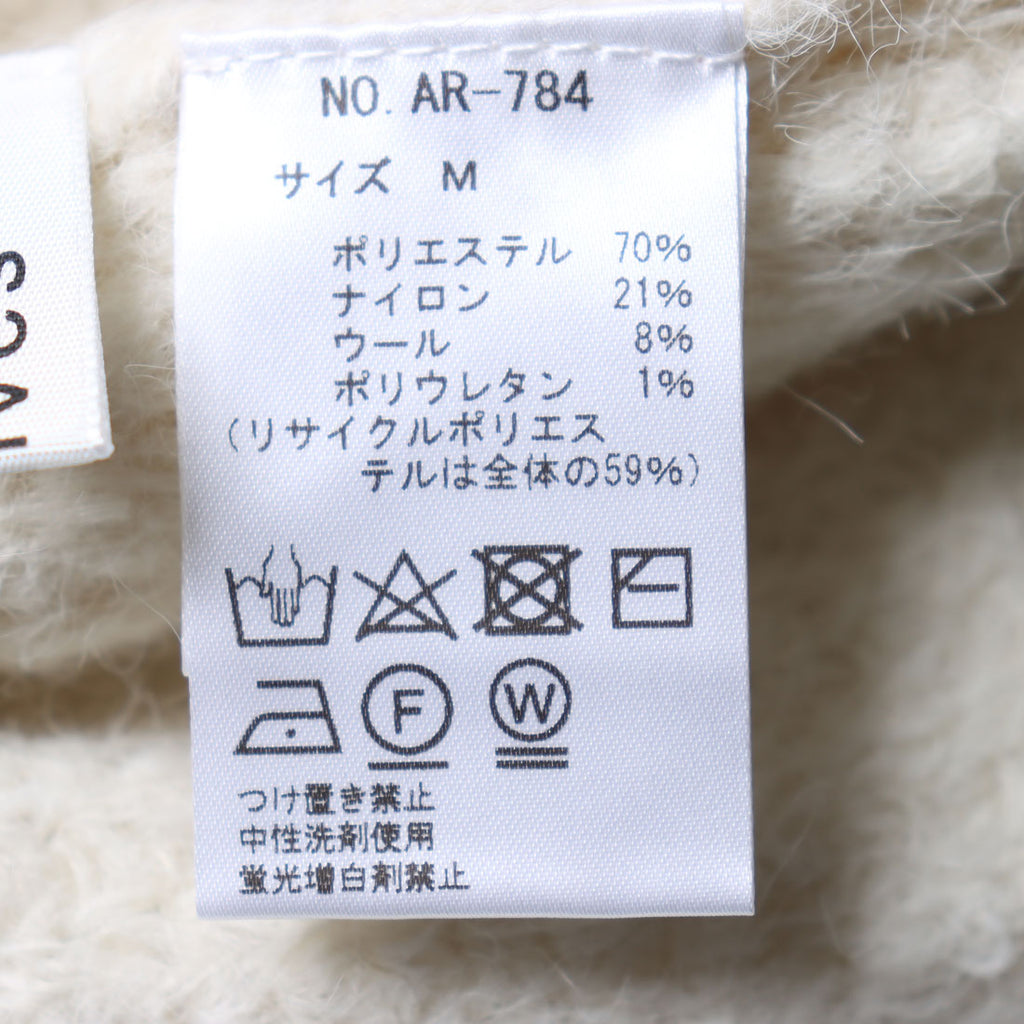 NO. AR-784
サイズ M
ポリエステル 70%
ナイロン 21%
ウール 8%
ポリウレタン 1%
(リサイクルポリエス
テルは全体の59%)
F W
つけ置き禁止
中性洗剤使用
蛍光増白剤禁止